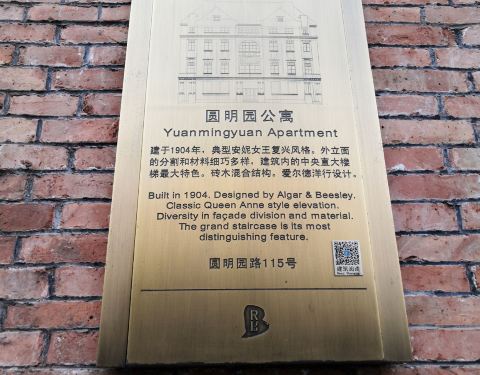 圆明园公寓
Yuanmingyuan Apartment
建于1904年，典型安妮女王复兴风格。外立面
的分割和材料细巧多样，建筑内的中央直大楼
梯最大特色。砖木混合结构。爱尔德洋行设计。
Built in 1904. Designed by Algar & Beesley.
Classic Queen Anne style elevation.
Diversity in façade division and material.
The grand staircase is its most
distinguishing feature.
圆明园路115号